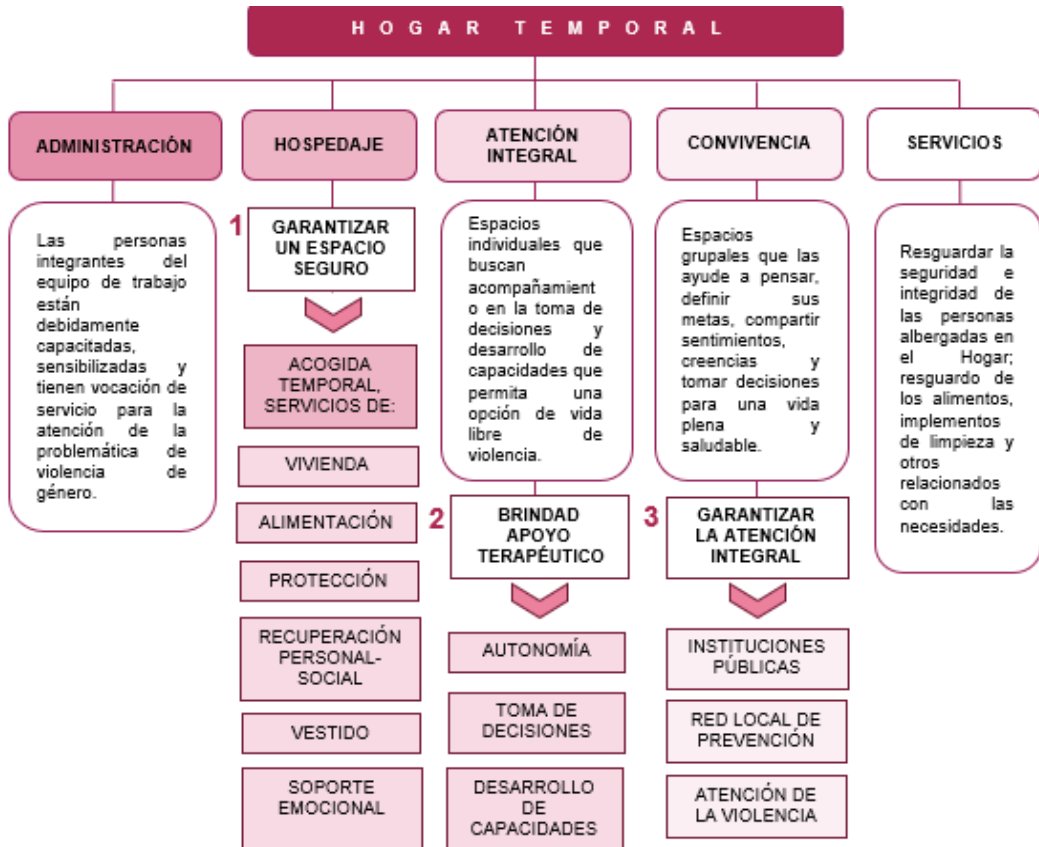 HOGAR TEMPORAL
ADMINISTRACIÓN
Las personas
integrantes del
equipo de trabajo
están
debidamente
capacitadas,
sensibilizadas y
tienen vocación de
servicio para la
atención de la
problemática de
violencia de
género.
HOSPEDAJE
1
GARANTIZAR
UN ESPACIO
SEGURO
ACOGIDA
TEMPORAL,
SERVICIOS DE:
VIVIENDA
ALIMENTACIÓN
PROTECCIÓN
RECUPERACIÓN
PERSONAL-
SOCIAL
VESTIDO
SOPORTE
EMOCIONAL
ATENCIÓN
INTEGRAL
Espacios
individuales que
buscan
acompañamient
o en la toma de
decisiones y
desarrollo de
capacidades que
permita una
opción de vida
libre de
violencia.
2
BRINDAD
APOYO
TERAPÉUTICO
AUTONOMÍA
TOMA DE
DECISIONES
DESARROLLO
DE
CAPACIDADES
CONVIVENCIA
Espacios
grupales que las
ayude a pensar,
definir sus
metas, compartir
sentimientos,
creencias y
tomar decisiones
para una vida
plena y
saludable.
3
GARANTIZAR
LA ATENCIÓN
INTEGRAL
INSTITUCIONES
PÚBLICAS
RED LOCAL DE
PREVENCIÓN
ATENCIÓN DE
LA VIOLENCIA
SERVICIOS
Resguardar la
seguridad e
integridad de
las personas
albergadas en
el Hogar;
resguardo de
los alimentos,
implementos
de limpieza y
otros
relacionados
con las
necesidades.